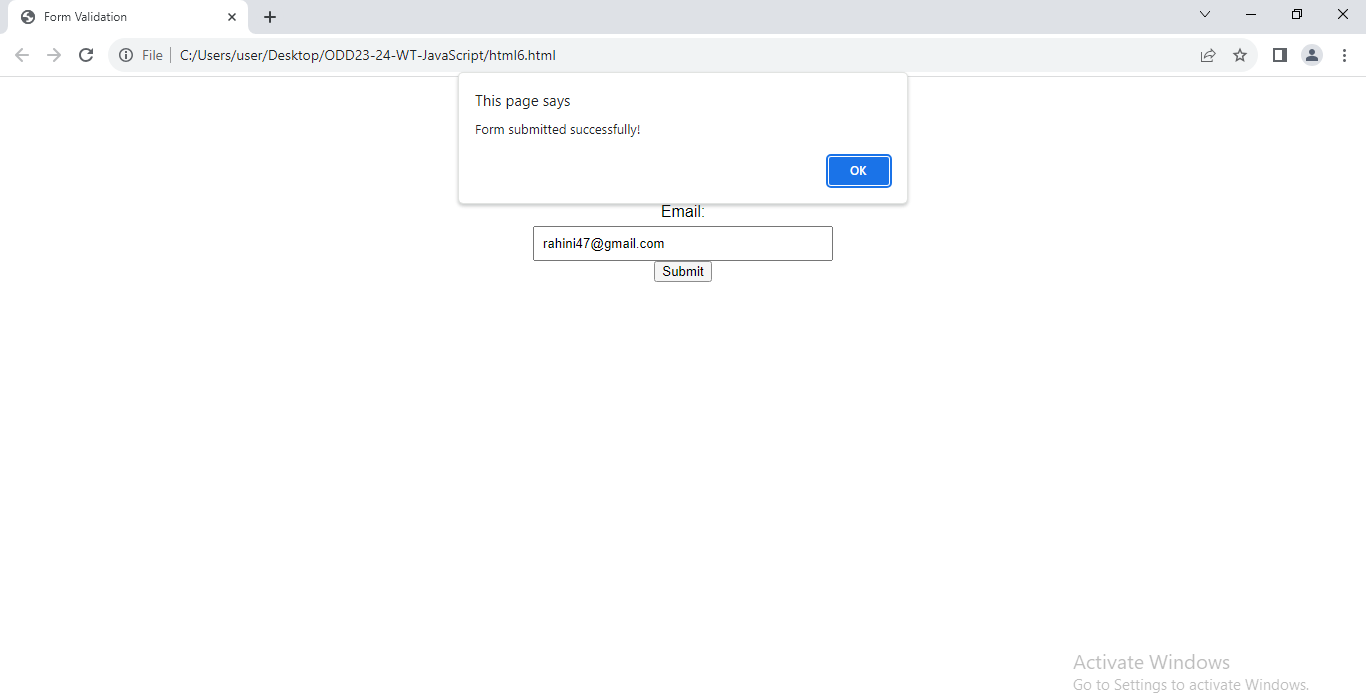 Form Validation
File
C:/Users/user/Desktop/ODD23-24-WT-JavaScript/html6.html
This page says
Form submitted successfully!
OK
Email:
rahini47@gmail.com
Submit
Activate Windows
Go to Settings to activate Windows.